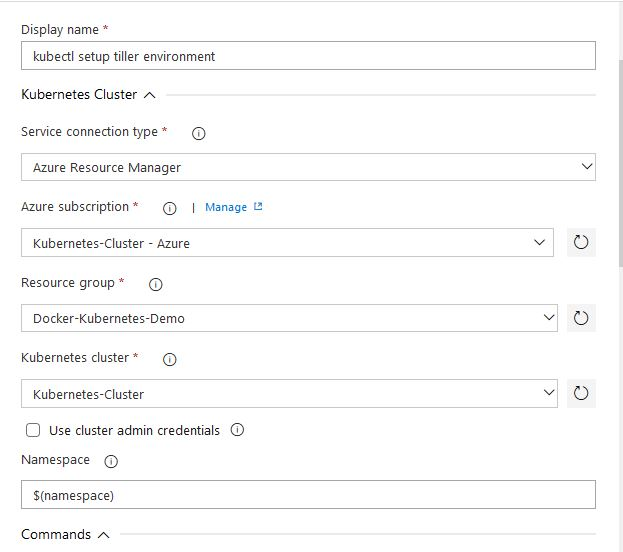 Display name *
kubectl setup tiller environment
Kubernetes Cluster
Service connection type *
Azure Resource Manager
Azure subscription * | Manage
Kubernetes-Cluster - Azure
Resource group *
Docker-Kubernetes-Demo
Kubernetes cluster *
Kubernetes-Cluster
Use cluster admin credentials
Namespace
$(namespace)
Commands